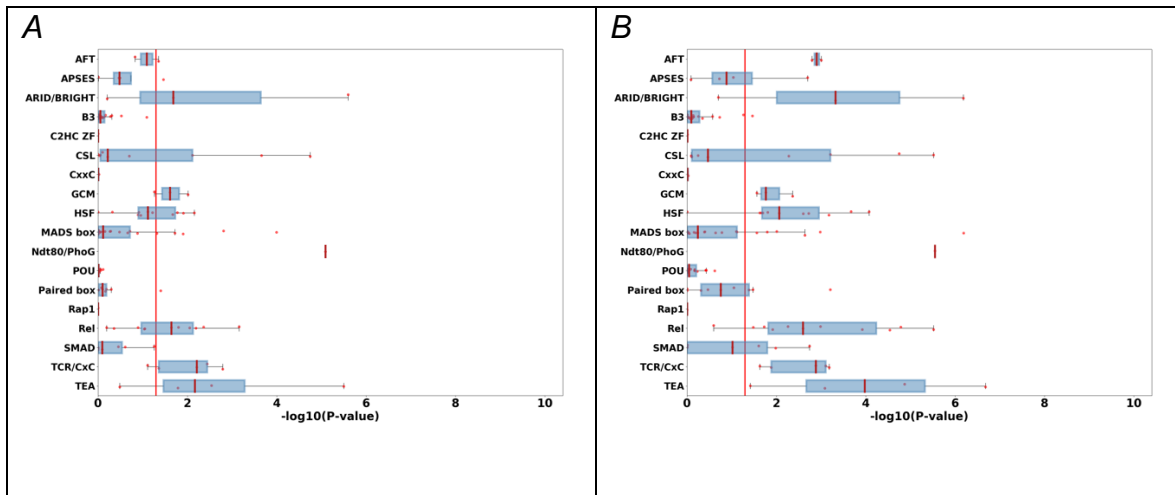 A
AFT
APSES
ARID/BRIGHT
B3
C2HC ZF
CSL
CxxC
GCM
HSF
MADS box
Ndt80/PhoG
POU
Paired box
Rap1
Rel
SMAD
TCR/CxC
TEA
0 2 4 6 8 10
-log10(P-value)
B
AFT
APSES
ARID/BRIGHT
B3
C2HC ZF
CSL
CxxC
GCM
HSF
MADS box
Ndt80/PhoG
POU
Paired box
Rap1
Rel
SMAD
TCR/CxC
TEA
0 2 4 6 8 10
-log10(P-value)